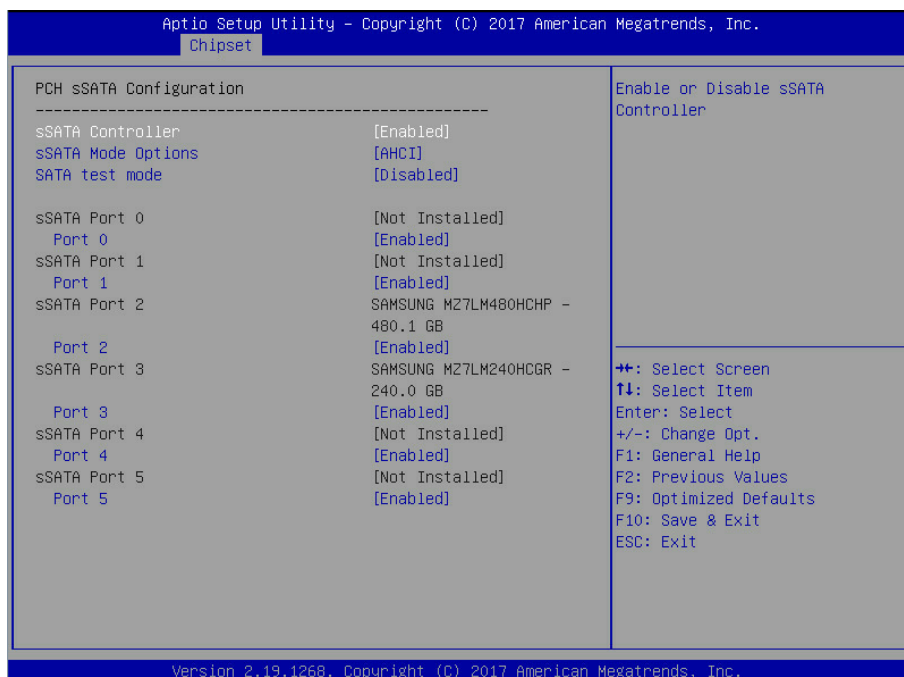 Aptio Setup Utility – Copyright (C) 2017 American Megatrends, Inc.
Chipset
PCH sSATA Configuration
--------------------------------------------------
sSATA Controller [Enabled]
sSATA Mode Options [AHCI]
SATA test mode [Disabled]
sSATA Port 0 [Not Installed]
Port 0 [Enabled]
sSATA Port 1 [Not Installed]
Port 1 [Enabled]
sSATA Port 2 SAMSUNG MZ7LM480HCHP –
480.1 GB
Port 2 [Enabled]
sSATA Port 3 SAMSUNG MZ7LM240HCGR –
240.0 GB
Port 3 [Enabled]
sSATA Port 4 [Not Installed]
Port 4 [Enabled]
sSATA Port 5 [Not Installed]
Port 5 [Enabled]
Enable or Disable sSATA
Controller
→←: Select Screen
↑↓: Select Item
Enter: Select
+/-: Change Opt.
F1: General Help
F2: Previous Values
F9: Optimized Defaults
F10: Save & Exit
ESC: Exit
Version 2.19.1268. Copyright (C) 2017 American Megatrends, Inc.